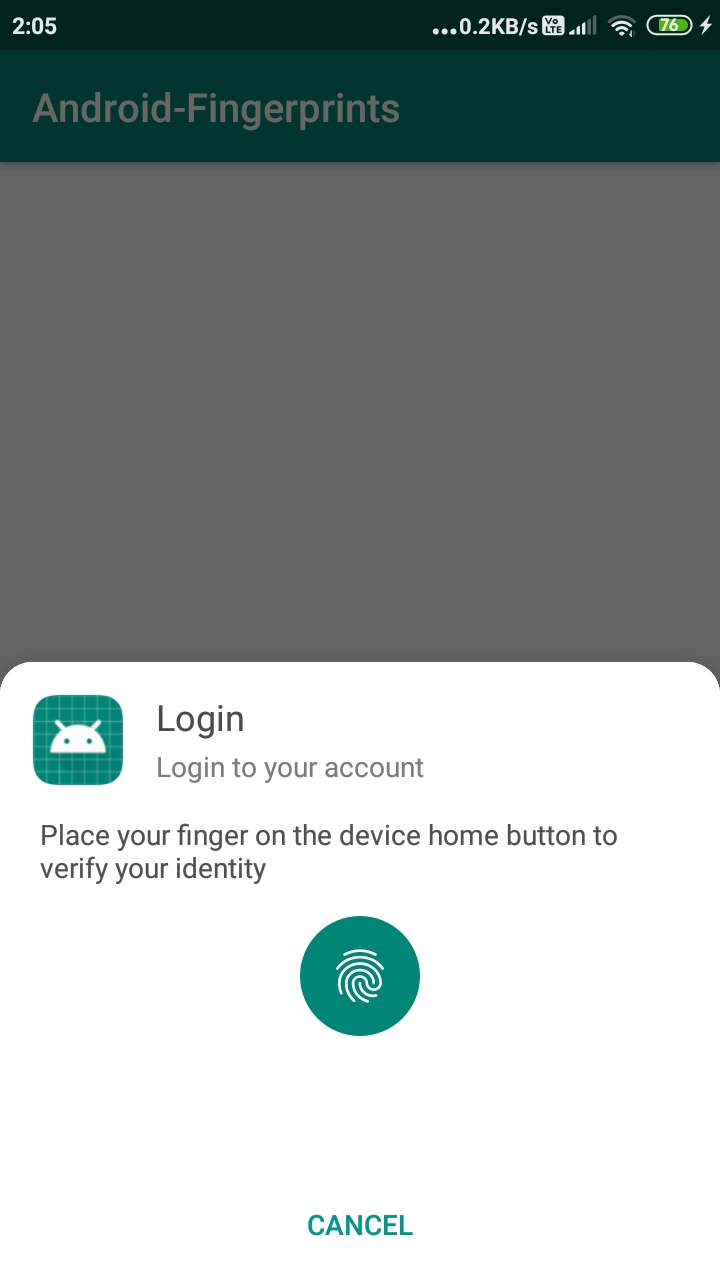 2:05 ...0.2KB/s Vo LTE 76
Android-Fingerprints
Login
Login to your account
Place your finger on the device home button to
verify your identity
CANCEL